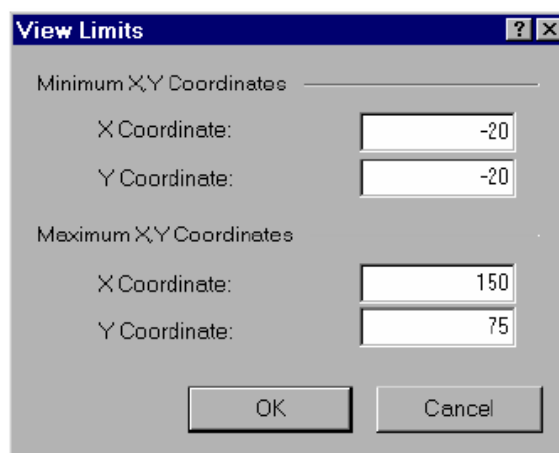 View Limits
Minimum X,Y Coordinates
X Coordinate: -20
Y Coordinate: -20
Maximum X,Y Coordinates
X Coordinate: 150
Y Coordinate: 75
OK Cancel